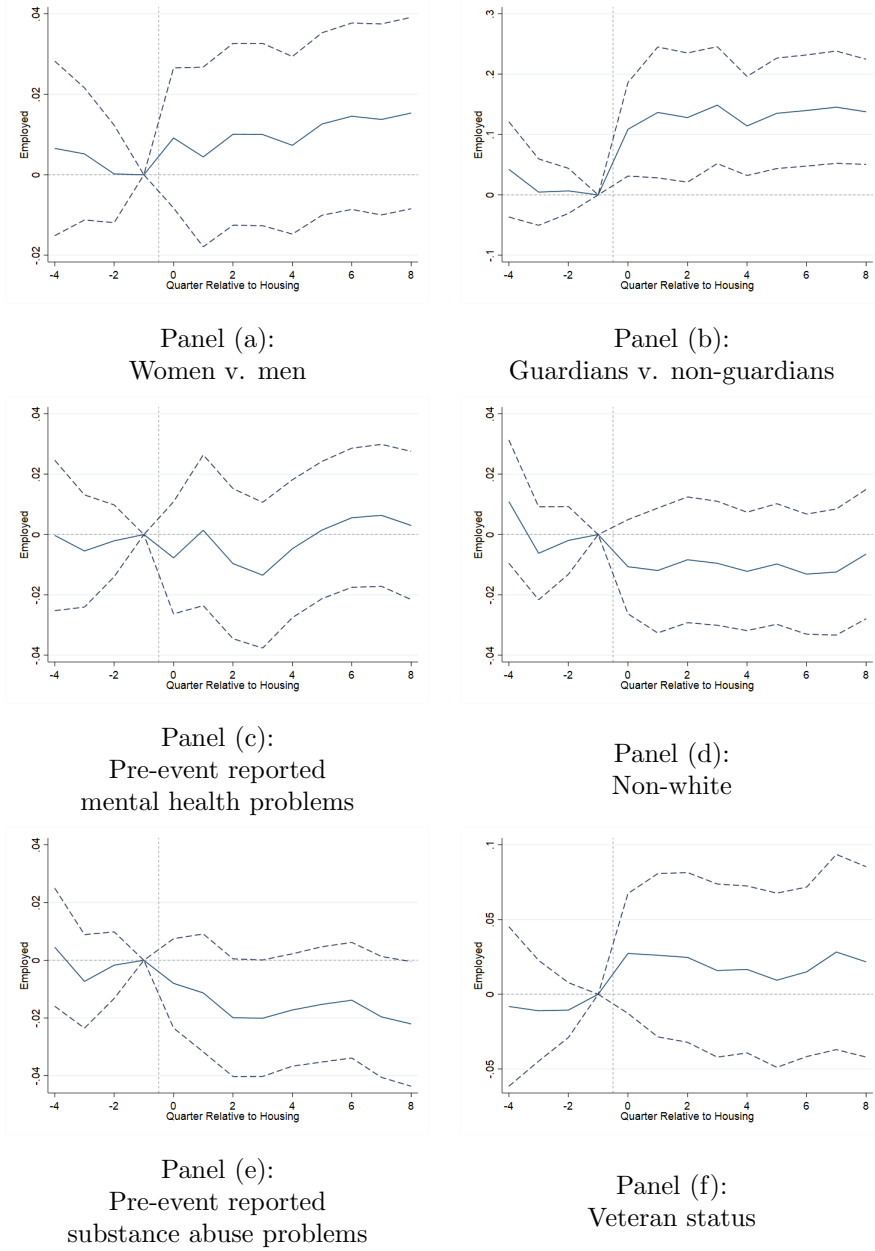 .04
.02
0
-.02
Employed
-4
-2
0
2
4
6
8
Quarter Relative to Housing
.3
.2
.1
0
-.1
Employed
-4
-2
0
2
4
6
8
Quarter Relative to Housing
Panel (a):
Women v. men
Panel (b):
Guardians v. non-guardians
.04
.02
0
-.02
-.04
Employed
-4
-2
0
2
4
6
8
Quarter Relative to Housing
.04
.02
0
-.02
-.04
Employed
-4
-2
0
2
4
6
8
Quarter Relative to Housing
Panel (c):
Pre-event reported
mental health problems
Panel (d):
Non-white
.04
.02
0
-.02
-.04
Employed
-4
-2
0
2
4
6
8
Quarter Relative to Housing
.1
.05
0
-.05
Employed
-4
-2
0
2
4
6
8
Quarter Relative to Housing
Panel (e):
Pre-event reported
substance abuse problems
Panel (f):
Veteran status